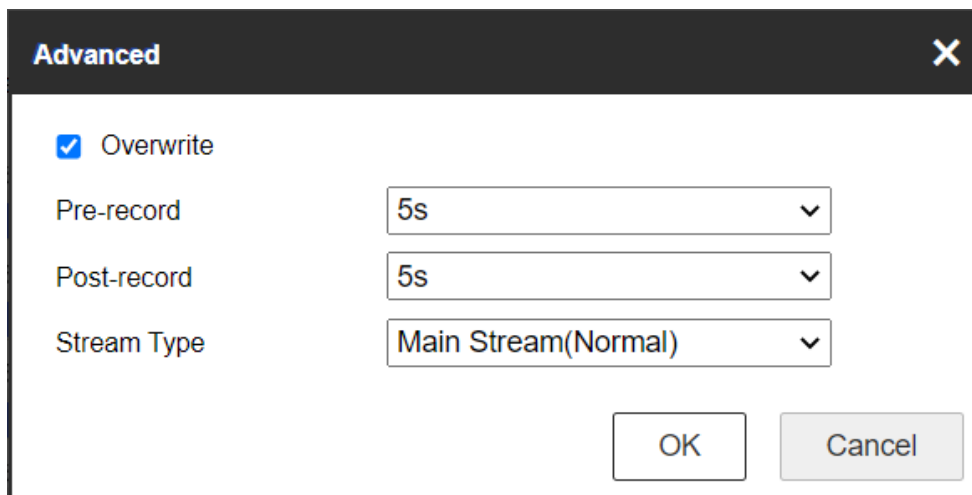 Advanced
Overwrite
Pre-record 5s
Post-record 5s
Stream Type Main Stream(Normal)
OK Cancel